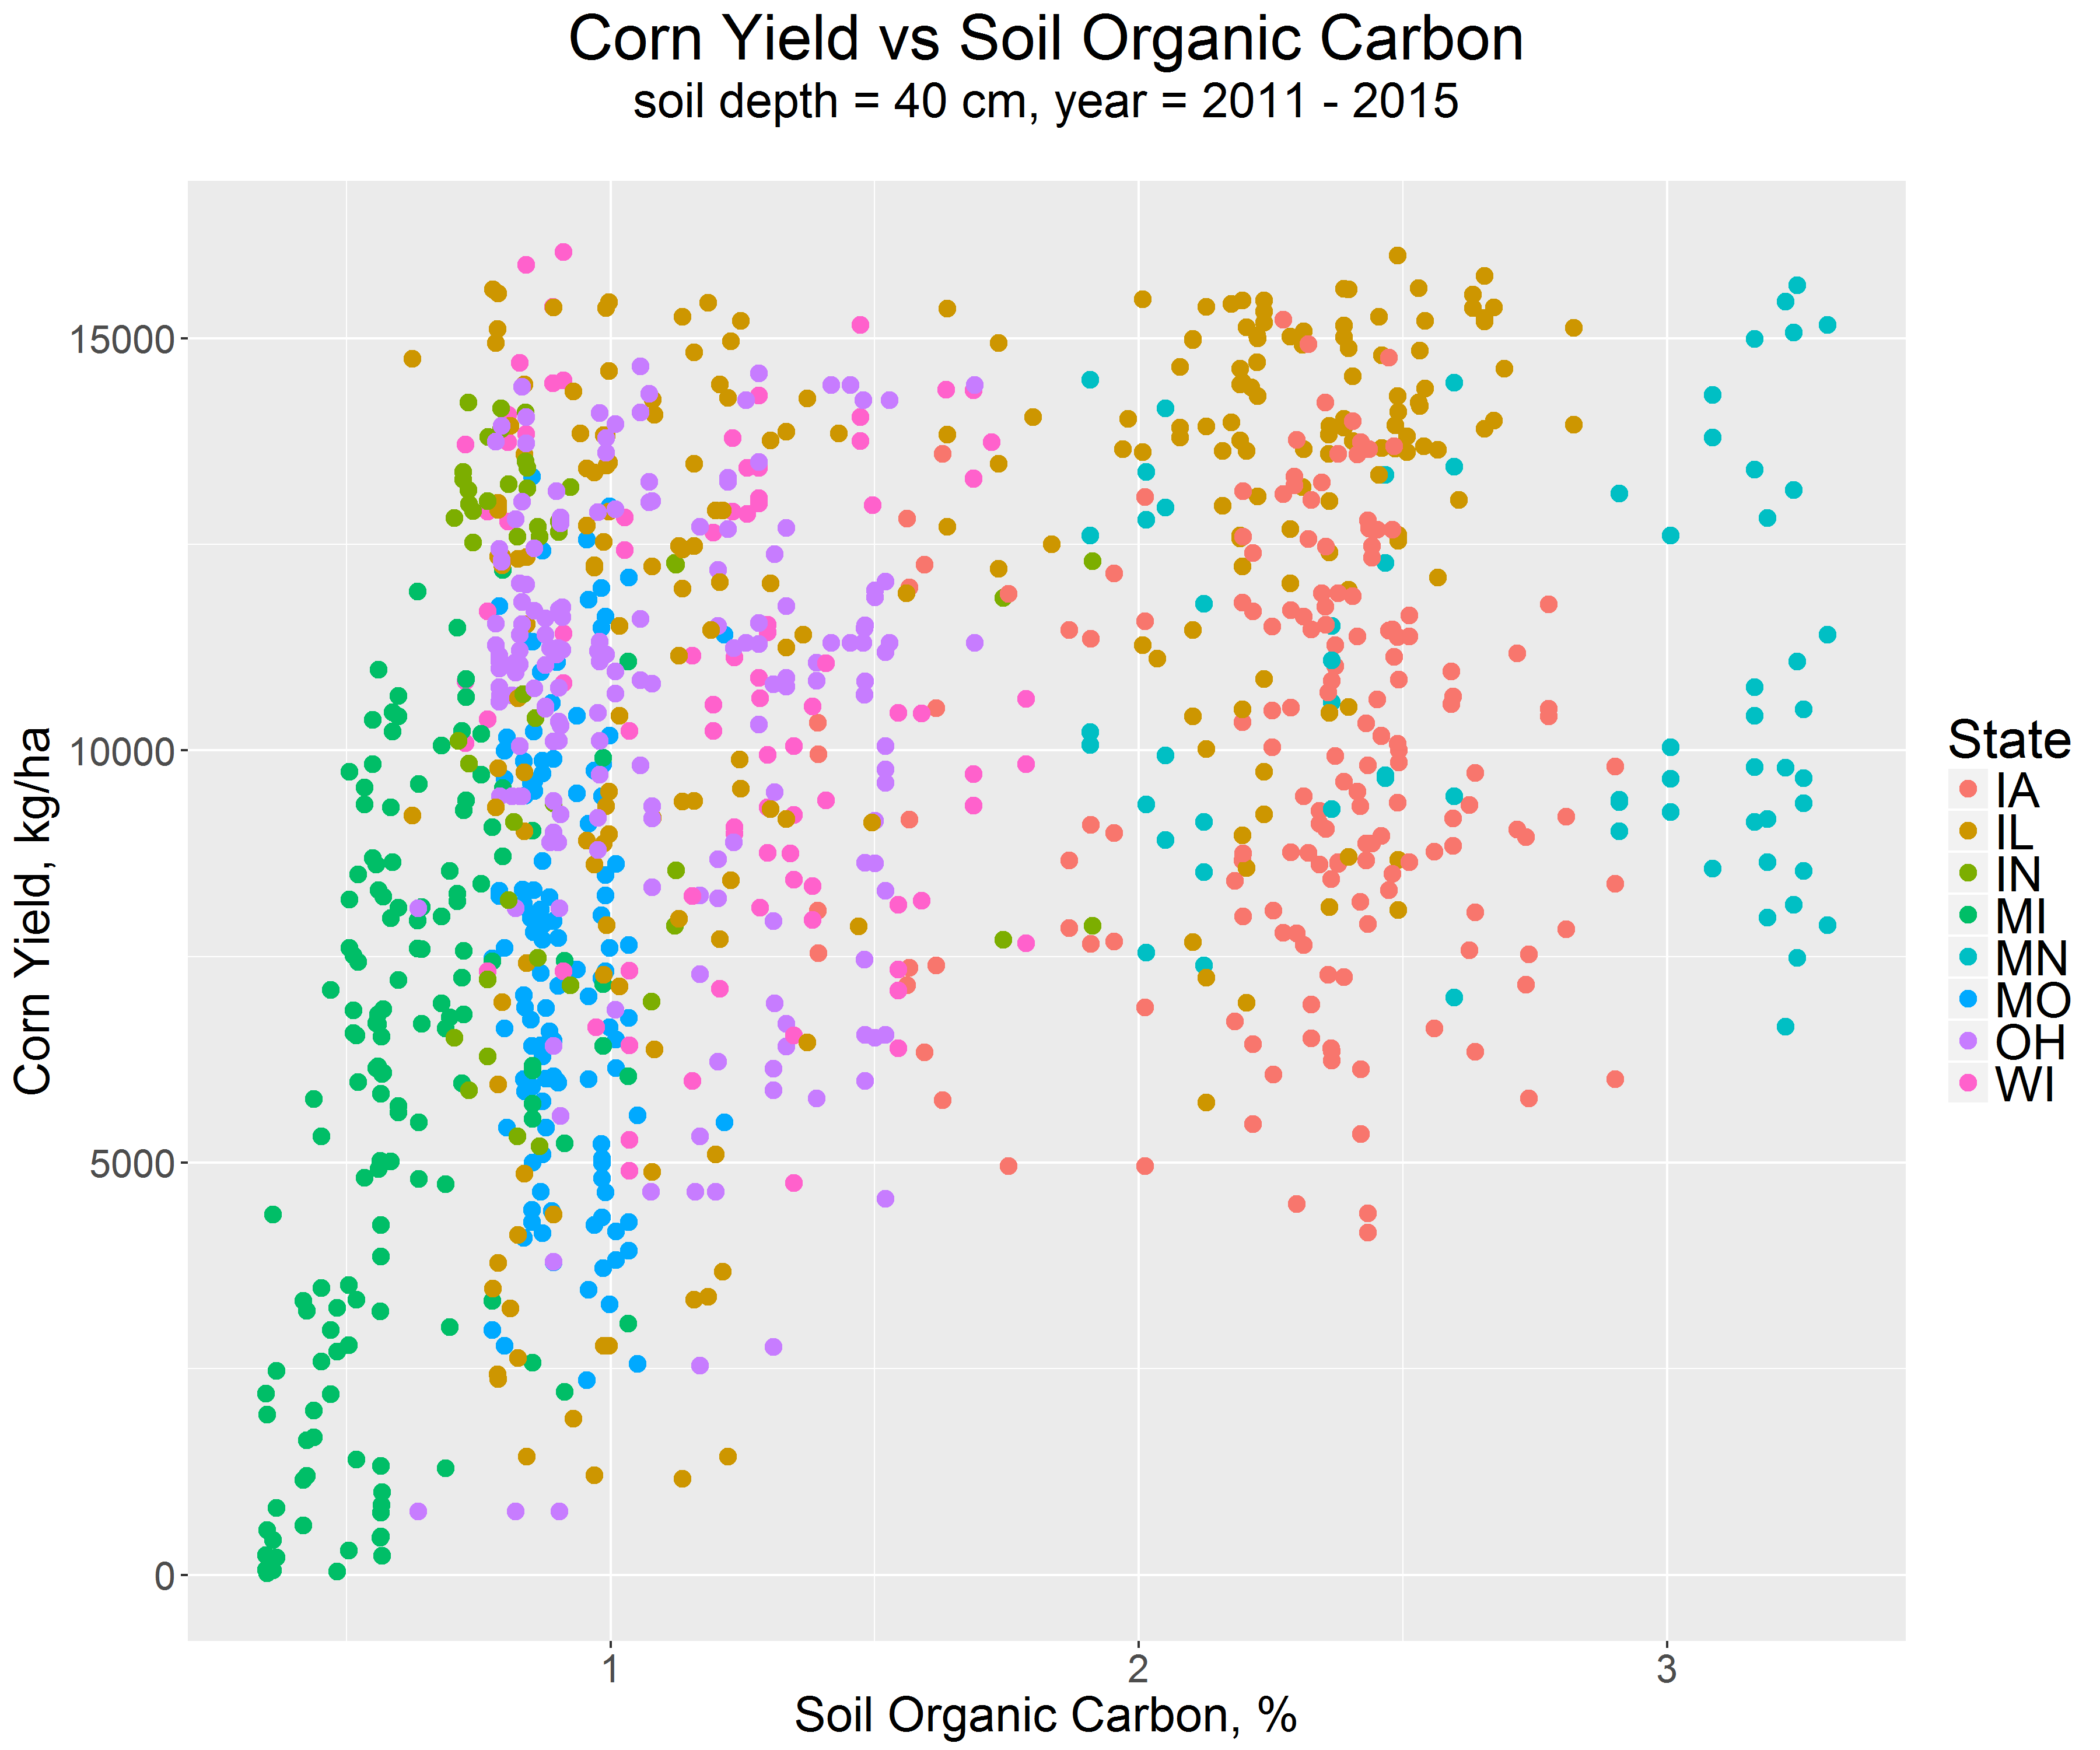 Corn Yield vs Soil Organic Carbon
soil depth = 40 cm, year = 2011 - 2015
Corn Yield, kg/ha
15000
10000
5000
0
1
2
3
Soil Organic Carbon, %
State
IA
IL
IN
MI
MN
MO
OH
WI